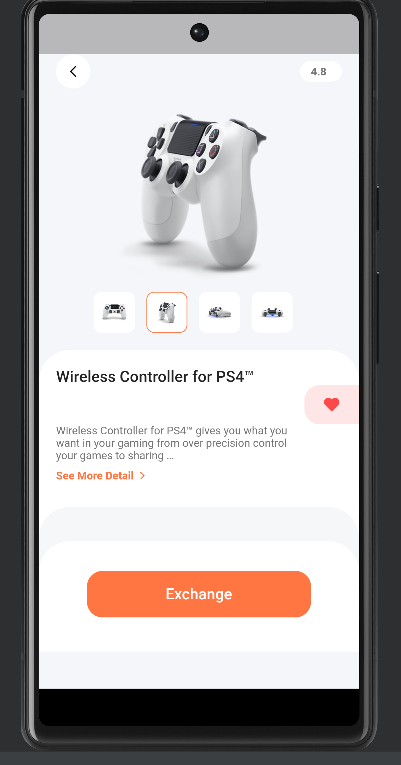 4.8
Wireless Controller for PS4™
Wireless Controller for PS4™ gives you what you
want in your gaming from over precision control
your games to sharing ...
See More Detail
Exchange